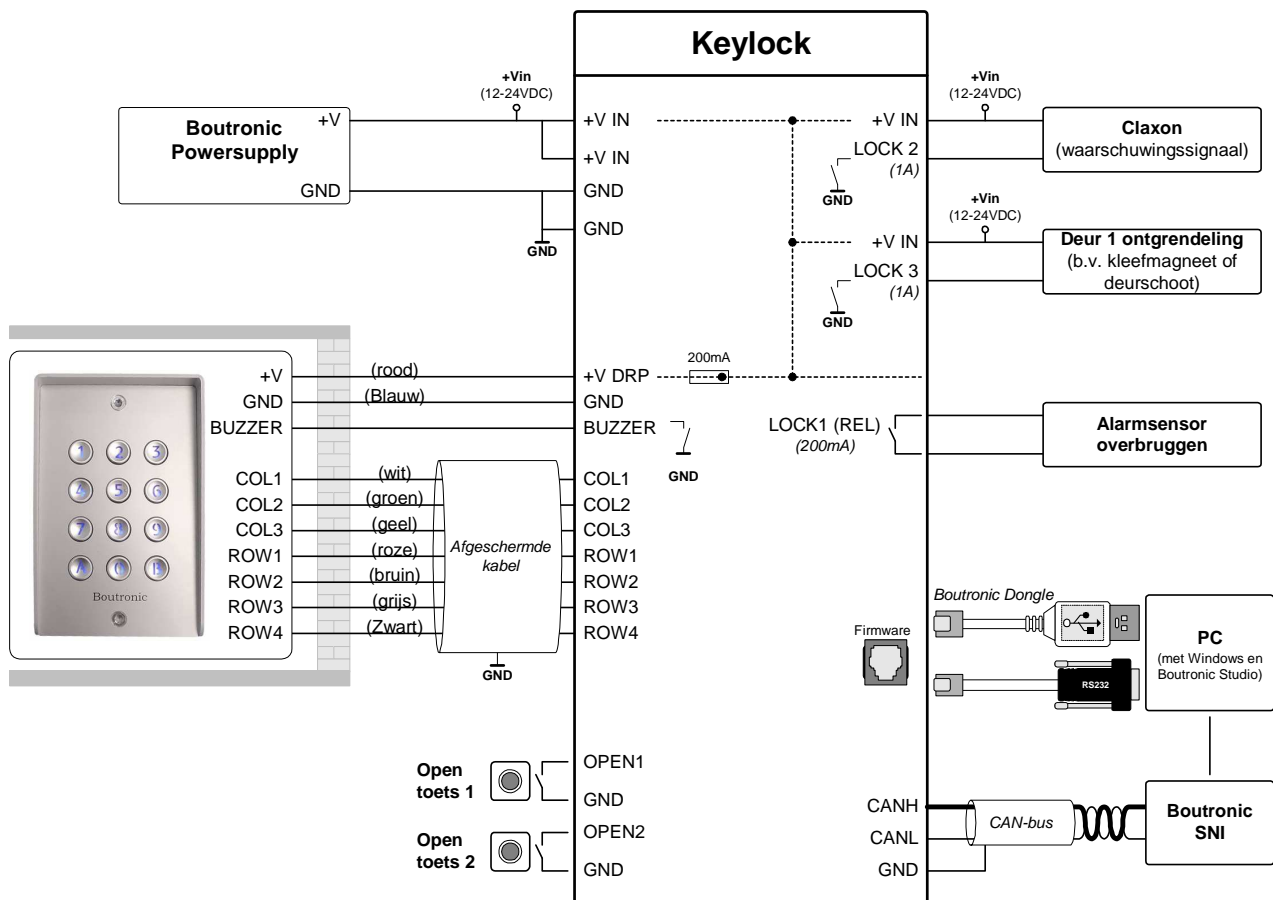 Keylock
+Vin
(12-24VDC)
Boutronic
Powersupply
+V
GND
GND
+V IN
+V IN
GND
GND
+V IN
LOCK 2
(1A)
GND
+Vin
(12-24VDC)
Claxon
(waarschuwingssignaal)
+V IN
LOCK 3
(1A)
GND
+Vin
(12-24VDC)
Deur 1 ontgrendeling
(b.v. kleefmagneet of
deurschoot)
1 2 3
4 5 6
7 8 9
A 0 B
Boutronic
+V
GND
BUZZER
COL1
COL2
COL3
ROW1
ROW2
ROW3
ROW4
(rood)
(Blauw)
(wit)
(groen)
(geel)
(roze)
(bruin)
(grijs)
(Zwart)
Afgeschermde
kabel
GND
+V DRP
GND
BUZZER
COL1
COL2
COL3
ROW1
ROW2
ROW3
ROW4
200mA
GND
LOCK1 (REL)
(200mA)
Alarmsensor
overbruggen
Firmware
Boutronic Dongle
RS232
PC
(met Windows en
Boutronic Studio)
Open
toets 1
OPEN1
GND
Open
toets 2
OPEN2
GND
CANH
CANL
GND
CAN-bus
Boutronic
SNI